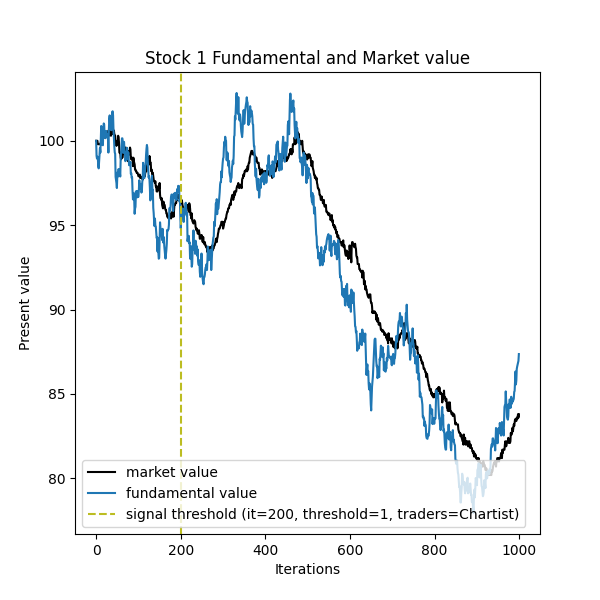 Stock 1 Fundamental and Market value
Present value
100
95
90
85
80
market value
fundamental value
signal threshold (it=200, threshold=1, traders=Chartist)
0 200 400 600 800 1000
Iterations